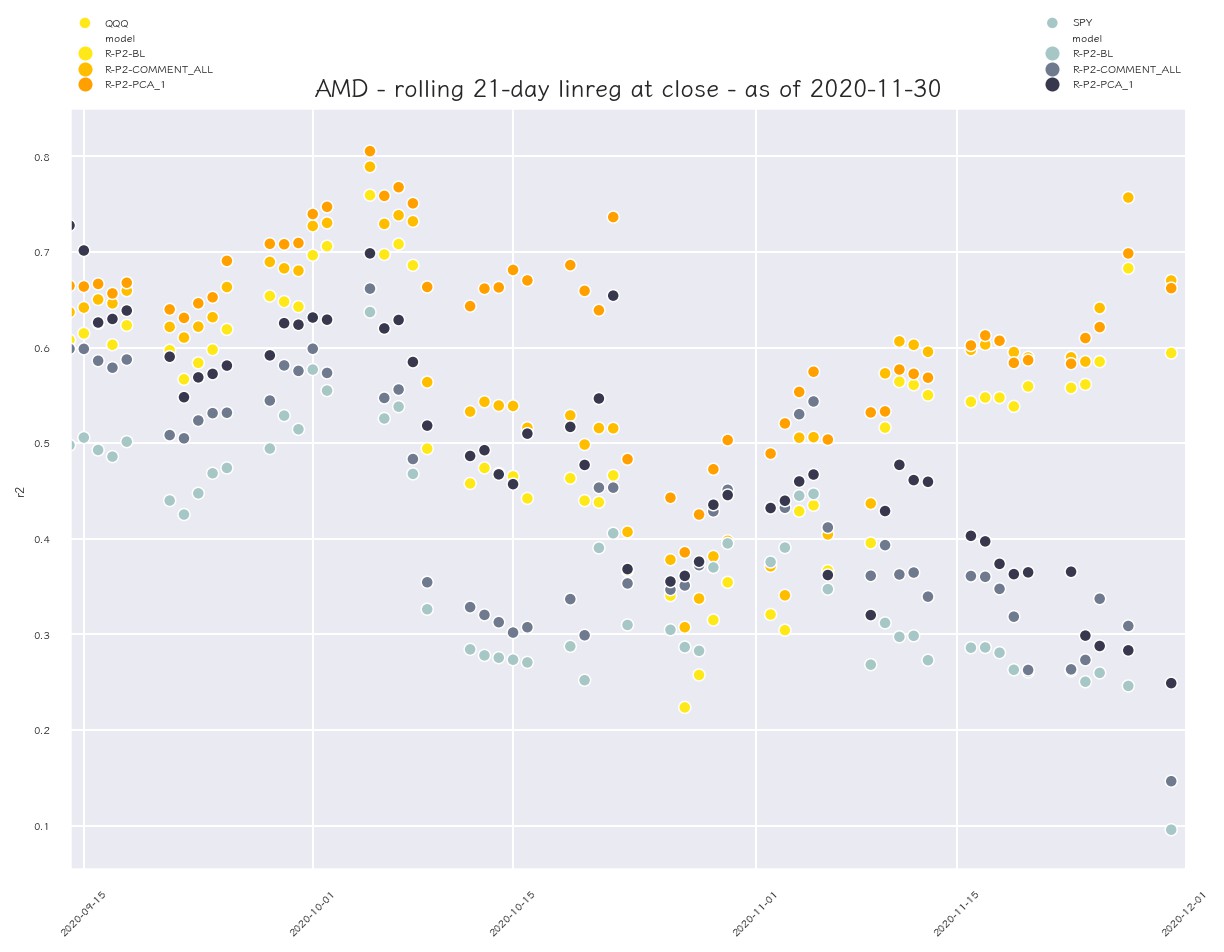 QQQ
model
R-P2-BL
R-P2-COMMENT_ALL
R-P2-PCA_1
SPY
model
R-P2-BL
R-P2-COMMENT_ALL
R-P2-PCA_1
AMD - rolling 21-day linreg at close - as of 2020-11-30
0.8
0.7
0.6
0.5
r2
0.4
0.3
0.2
0.1
2020-09-15
2020-10-01
2020-10-15
2020-11-01
2020-11-15
2020-12-01